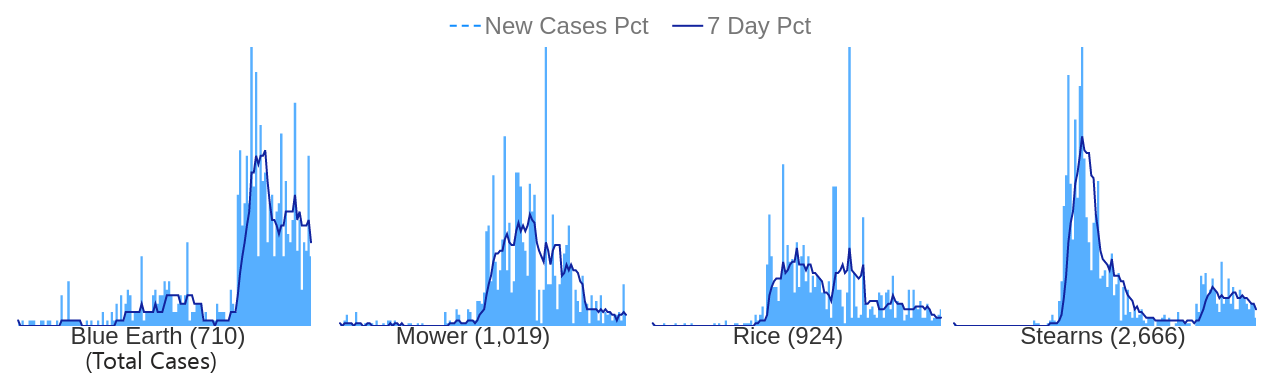 New Cases Pct 7 Day Pct
Blue Earth (710) Mower (1,019) Rice (924) Stearns (2,666)
(Total Cases)